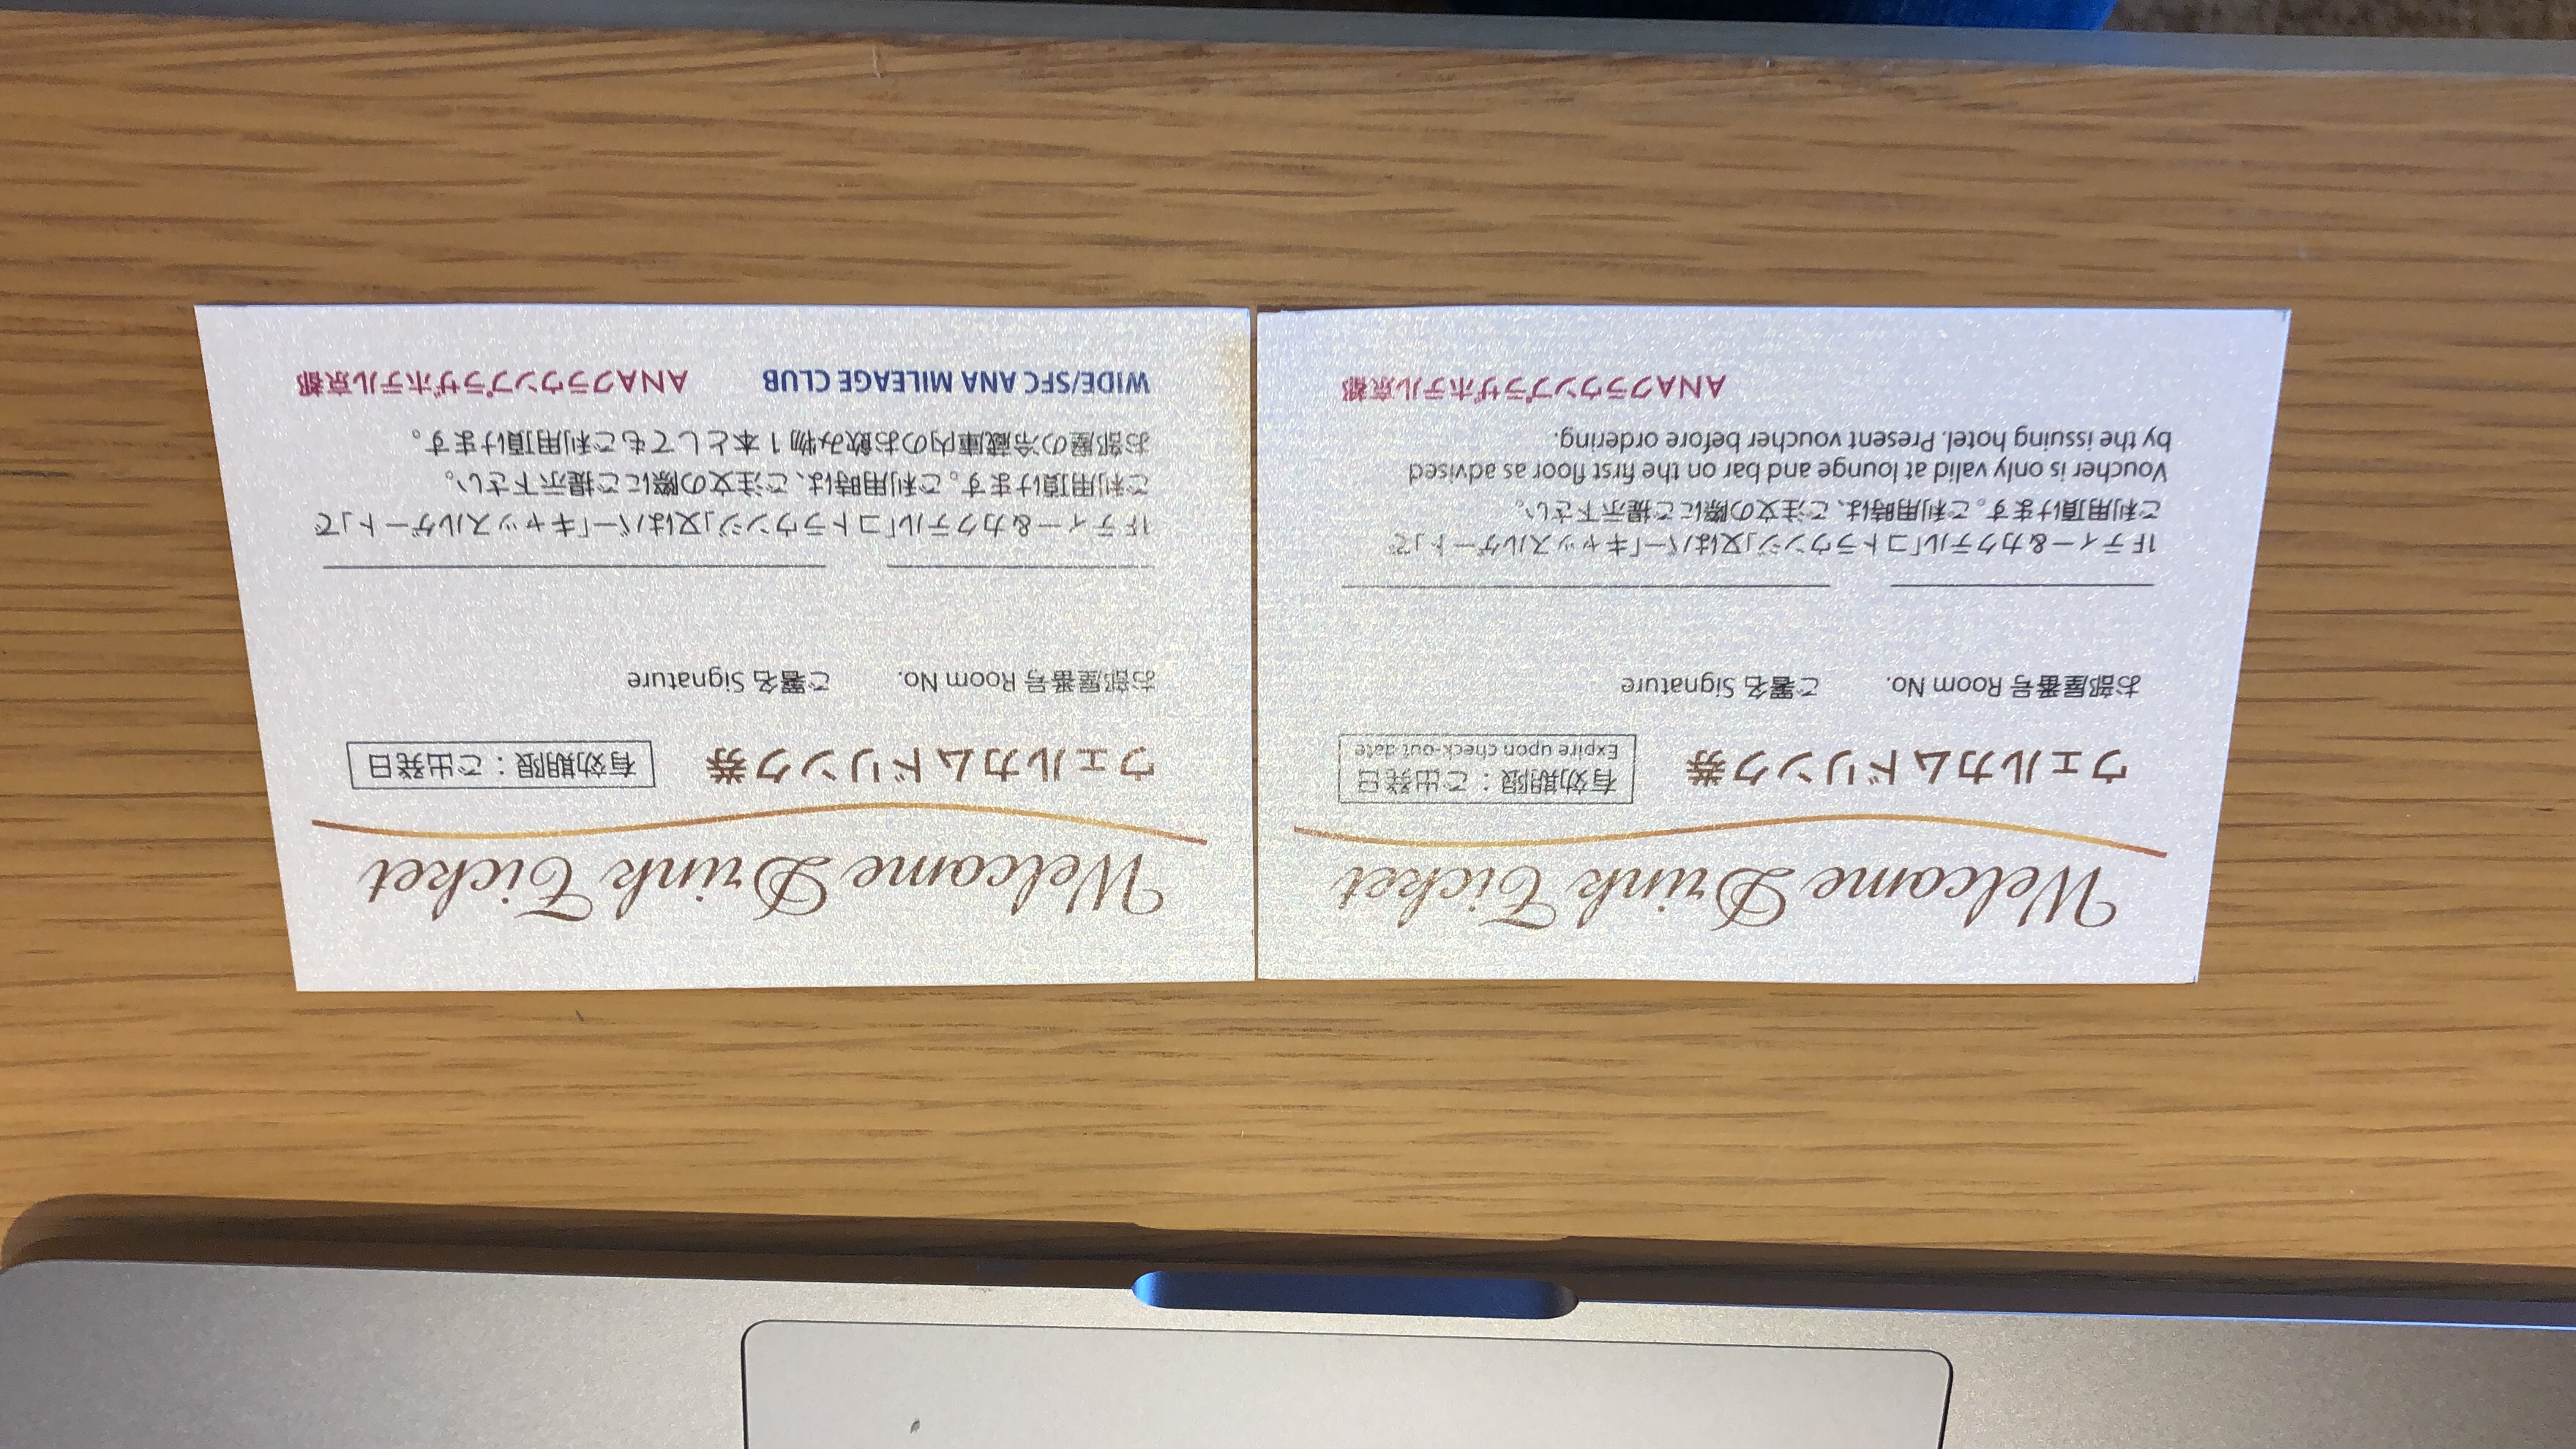 Welcome Drink Ticket
ウェルカムドリンク券
有効期限：ご出発日
Expire upon check-out date
お部屋番号 Room No. ご署名 Signature
1F ティー＆カクテル「コトラウンジ」又はバー「キャッスルゲート」で
ご利用頂けます。ご利用時は、ご注文の際にご提示下さい。
Voucher is only valid at lounge and bar on the first floor as advised
by the issuing hotel. Present voucher before ordering.
ANAクラウンプラザホテル京都
Welcome Drink Ticket
ウェルカムドリンク券 有効期限：ご出発日
お部屋番号 Room No. ご署名 Signature
1F ティー＆カクテル「コトラウンジ」又はバー「キャッスルゲート」で
ご利用頂けます。ご利用時は、ご注文の際にご提示下さい。
お部屋の冷蔵庫内のお飲み物1本としてもご利用頂けます。
WIDE/SFC ANA MILEAGE CLUB ANAクラウンプラザホテル京都